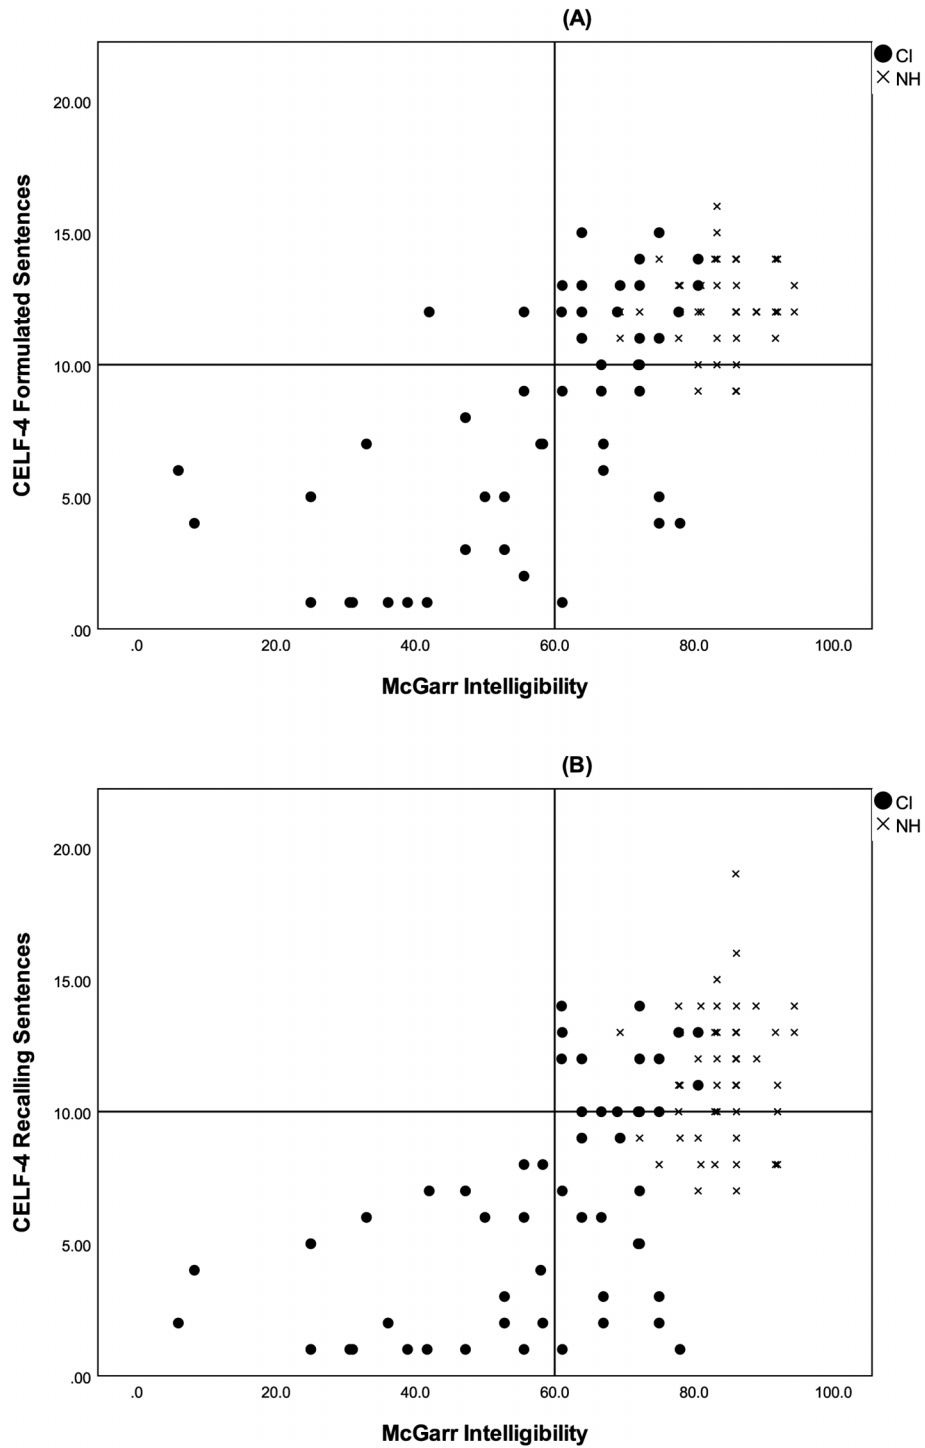 (A)
CI
NH
CELF-4 Formulated Sentences
20.00
15.00
10.00
5.00
.00
.0 20.0 40.0 60.0 80.0 100.0
McGarr Intelligibility
(B)
CI
NH
CELF-4 Recalling Sentences
20.00
15.00
10.00
5.00
.00
.0 20.0 40.0 60.0 80.0 100.0
McGarr Intelligibility